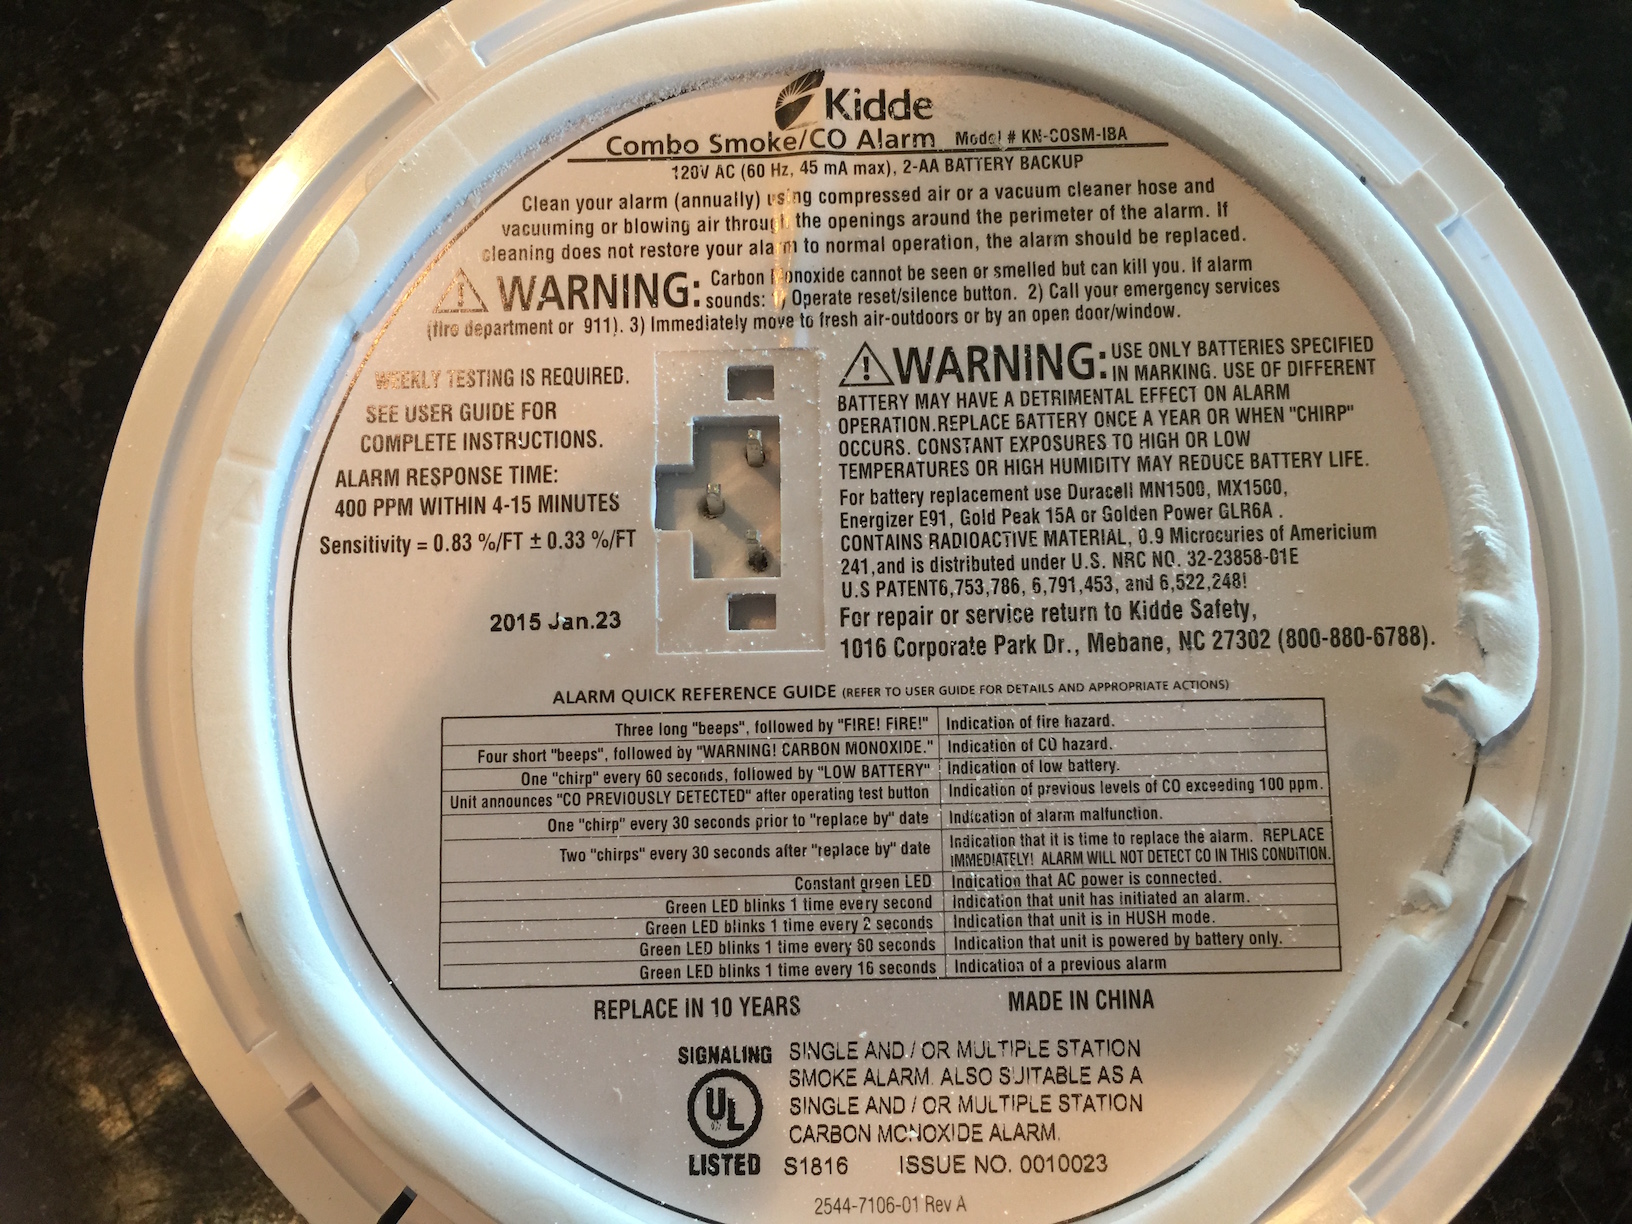 Kidde
Combo Smoke/CO Alarm Model # KN-COSM-IBA
120V AC (60 Hz, 45 mA max), 2-AA BATTERY BACKUP
Clean your alarm (annually) using compressed air or a vacuum cleaner hose and
vacuuming or blowing air through the openings around the perimeter of the alarm. If
cleaning does not restore your alarm to normal operation, the alarm should be replaced.
WARNING: Carbon Monoxide cannot be seen or smelled but can kill you. If alarm
sounds: 1) Operate reset/silence button. 2) Call your emergency services
(fire department or 911). 3) Immediately move to fresh air-outdoors or by an open door/window.
WEEKLY TESTING IS REQUIRED.
SEE USER GUIDE FOR
COMPLETE INSTRUCTIONS.
ALARM RESPONSE TIME:
400 PPM WITHIN 4-15 MINUTES
Sensitivity = 0.83 %/FT ± 0.33 %/FT
2015 Jan.23
WARNING: USE ONLY BATTERIES SPECIFIED
IN MARKING. USE OF DIFFERENT
BATTERY MAY HAVE A DETRIMENTAL EFFECT ON ALARM
OPERATION.REPLACE BATTERY ONCE A YEAR OR WHEN "CHIRP"
OCCURS. CONSTANT EXPOSURES TO HIGH OR LOW
TEMPERATURES OR HIGH HUMIDITY MAY REDUCE BATTERY LIFE.
For battery replacement use Duracell MN1500, MX1500,
Energizer E91, Gold Peak 15A or Golden Power GLR6A .
CONTAINS RADIOACTIVE MATERIAL, 0.9 Microcuries of Americium
241,and is distributed under U.S. NRC NO. 32-23858-01E
U.S PATENT6,753,786, 6,791,453, and 6,522,248!
For repair or service return to Kidde Safety,
1016 Corporate Park Dr., Mebane, NC 27302 (800-880-6788).
ALARM QUICK REFERENCE GUIDE (REFER TO USER GUIDE FOR DETAILS AND APPROPRIATE ACTIONS)
Three long "beeps", followed by "FIRE! FIRE!" Indication of fire hazard.
Four short "beeps", followed by "WARNING! CARBON MONOXIDE." Indication of CO hazard.
One "chirp" every 60 seconds, followed by "LOW BATTERY" Indication of low battery.
Unit announces "CO PREVIOUSLY DETECTED" after operating test button Indication of previous levels of CO exceeding 100 ppm.
One "chirp" every 30 seconds prior to "replace by" date Indication of alarm malfunction.
Two "chirps" every 30 seconds after "replace by" date Indication that it is time to replace the alarm. REPLACE
IMMEDIATELY! ALARM WILL NOT DETECT CO IN THIS CONDITION.
Constant green LED Indication that AC power is connected.
Green LED blinks 1 time every second Indication that unit has initiated an alarm.
Green LED blinks 1 time every 2 seconds Indication that unit is in HUSH mode.
Green LED blinks 1 time every 60 seconds Indication that unit is powered by battery only.
Green LED blinks 1 time every 16 seconds Indication of a previous alarm
REPLACE IN 10 YEARS MADE IN CHINA
SIGNALING
UL
LISTED
SINGLE AND / OR MULTIPLE STATION
SMOKE ALARM. ALSO SUITABLE AS A
SINGLE AND / OR MULTIPLE STATION
CARBON MONOXIDE ALARM.
S1816 ISSUE NO. 0010023
2544-7106-01 Rev A